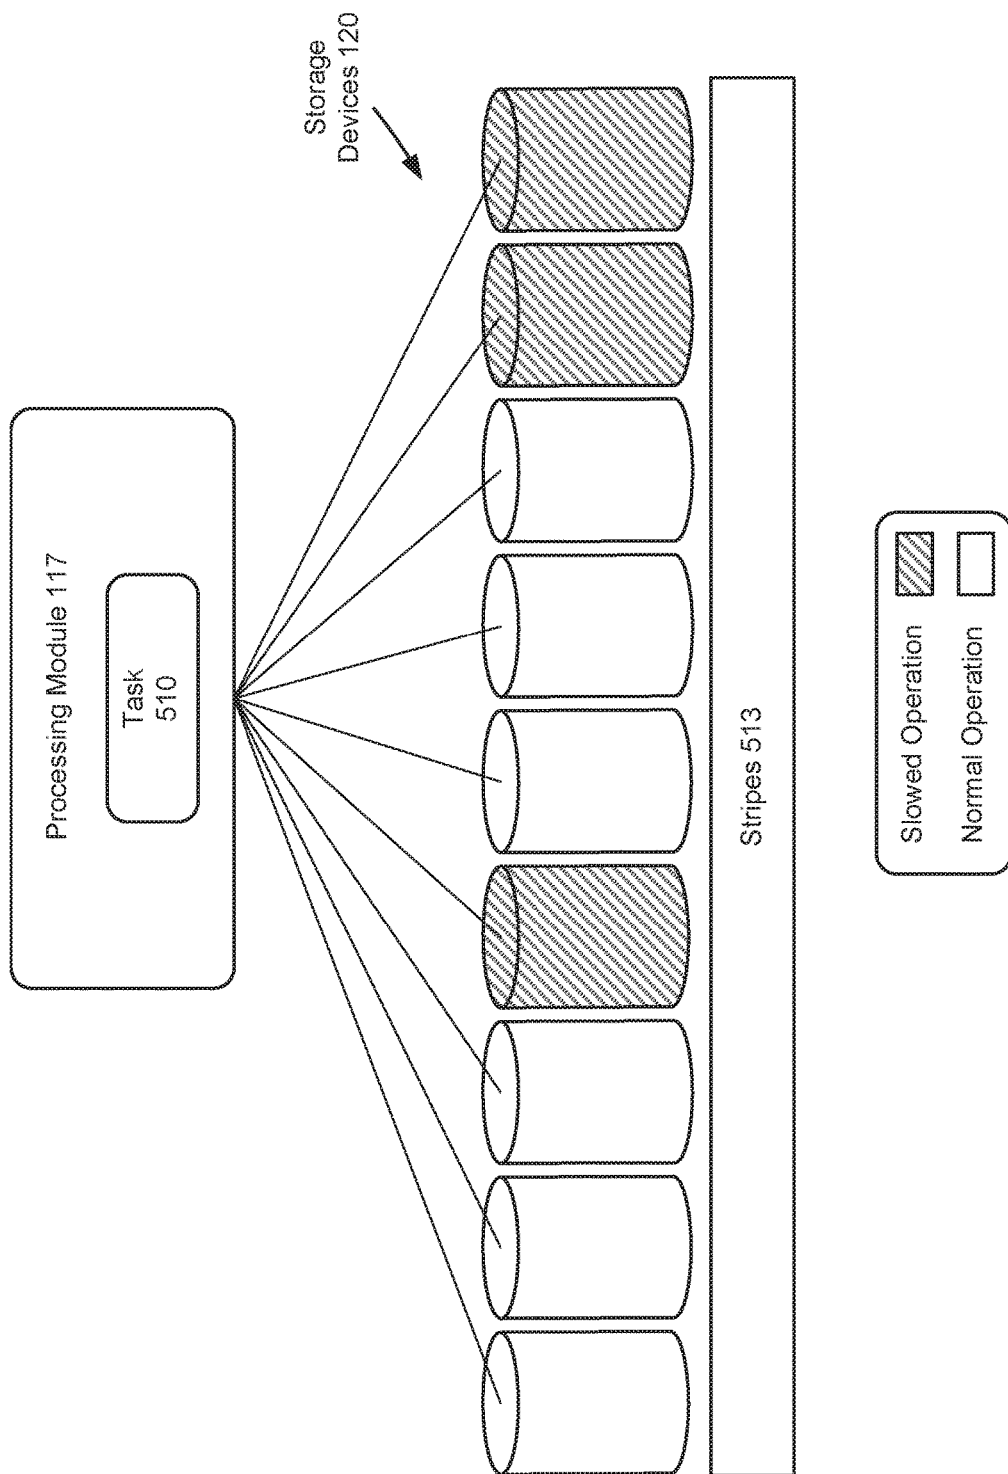 Processing Module 117
Task
510
Storage
Devices 120
Stripes 513
Slowed Operation
Normal Operation